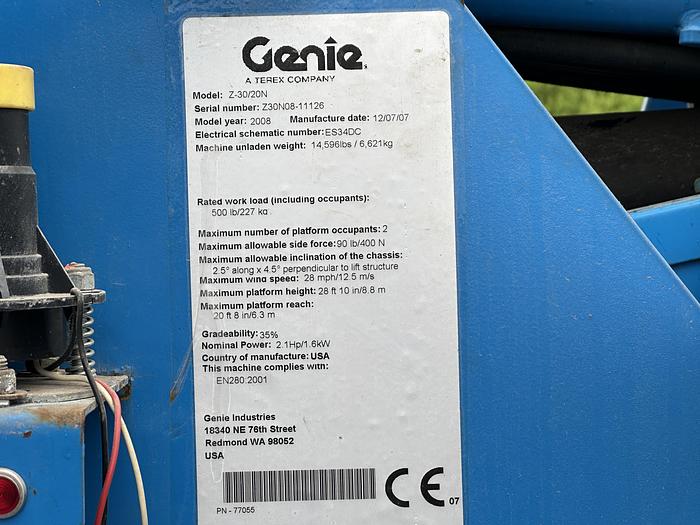 Genie
A TEREX COMPANY
Model: Z-30/20N
Serial number: Z30N08-11126
Model year: 2008 Manufacture date: 12/07/07
Electrical schematic number: ES34DC
Machine unladen weight: 14,596lbs / 6,621kg
Rated work load (including occupants):
500 lb/227 kg
Maximum number of platform occupants: 2
Maximum allowable side force: 90 lb/400 N
Maximum allowable inclination of the chassis:
2.5° along x 4.5° perpendicular to lift structure
Maximum wind speed: 28 mph/12.5 m/s
Maximum platform height: 28 ft 10 in/8.8 m
Maximum platform reach:
20 ft 8 in/6.3 m
Gradeability: 35%
Nominal Power: 2.1Hp/1.6kW
Country of manufacture: USA
This machine complies with:
EN280:2001
Genie Industries
18340 NE 76th Street
Redmond WA 98052
USA
CE 07
PN - 77055